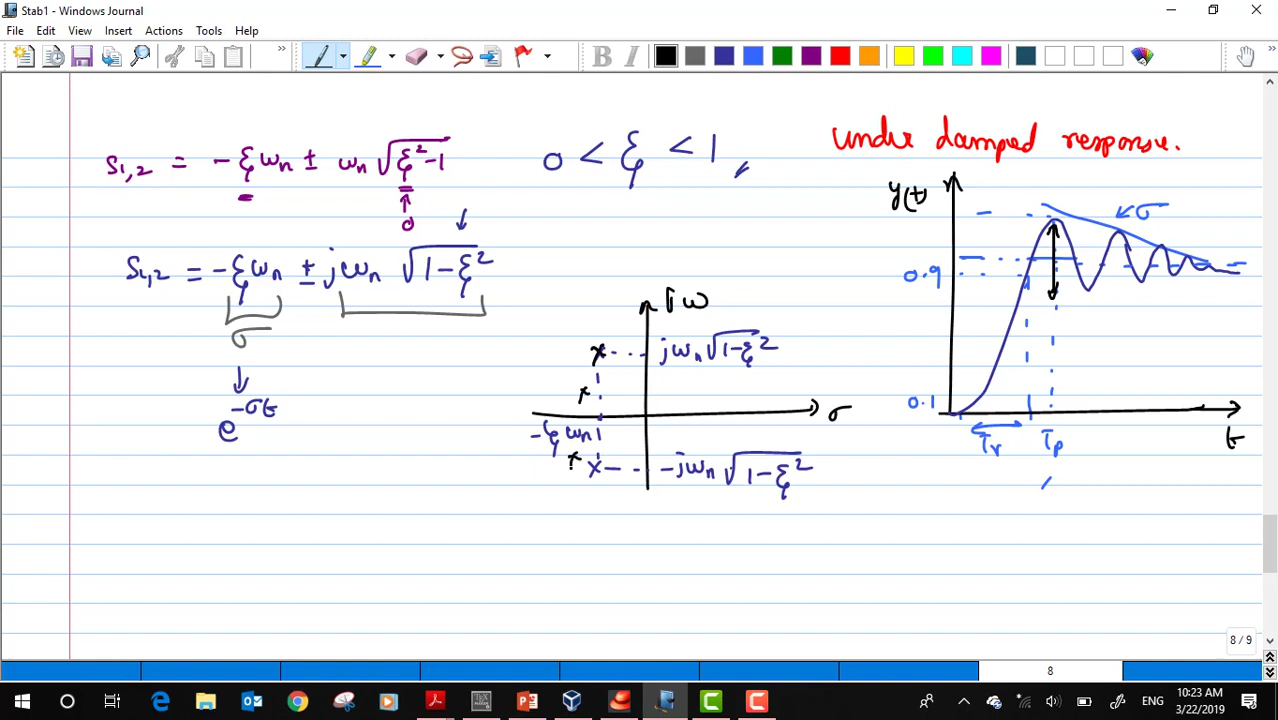 Stab1 - Windows Journal
File Edit View Insert Actions Tools Help
B I
Under damped response.
S1,2 = -ξωn ± ωn √ξ²-1
0 < ξ < 1,
0
S1,2 = -ξωn ± jωn √1-ξ²
σ
e^-σt
jω
jωn√1-ξ²
σ
-ξωn
-jωn√1-ξ²
y(t)
σ
0.9
0.1
Tr
Tp
t
8 / 9
8
ENG
10:23 AM
3/22/2019